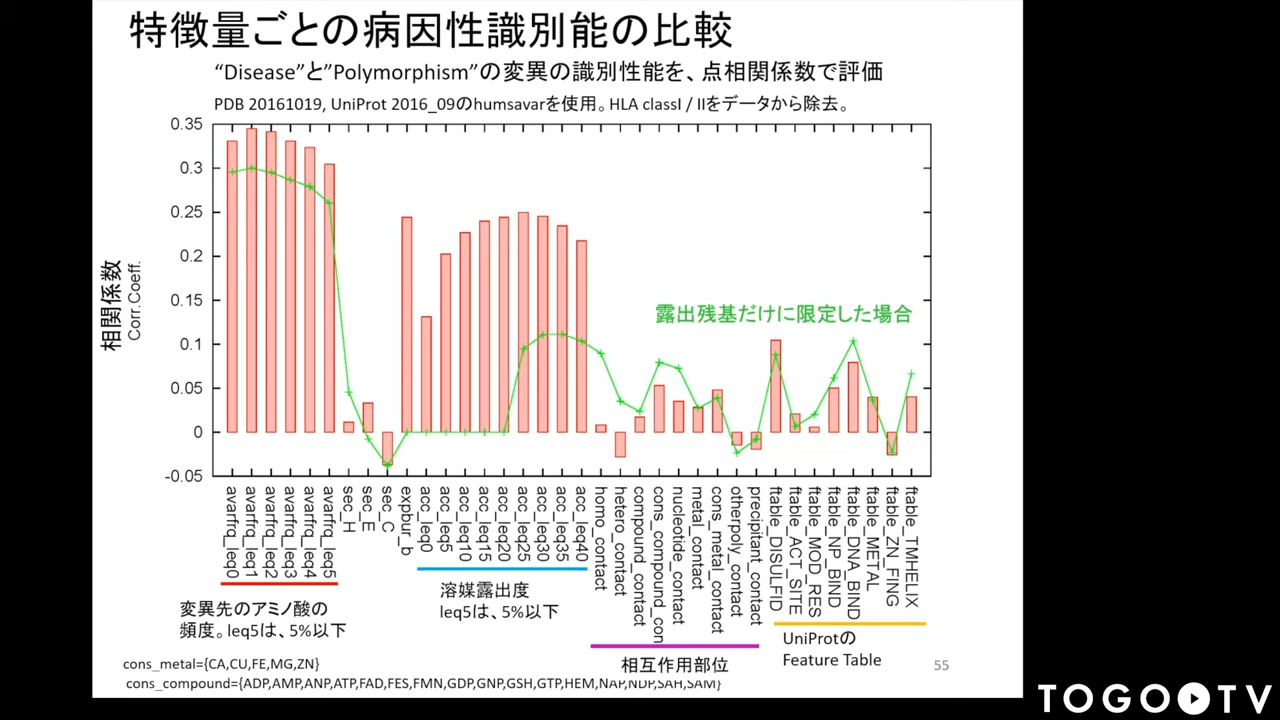 特徴量ごとの病因性識別能の比較
“Disease”と”Polymorphism”の変異の識別性能を、点相関係数で評価
PDB 20161019, UniProt 2016_09のhumsavarを使用。HLA classI / IIをデータから除去。
0.35
0.3
0.25
0.2
0.15
0.1
0.05
0
-0.05
相関係数
Corr.Coeff.
露出残基だけに限定した場合
avarfrq_leq0
avarfrq_leq1
avarfrq_leq2
avarfrq_leq3
avarfrq_leq4
avarfrq_leq5
sec_H
sec_E
sec_C
expbur_b
acc_leq0
acc_leq5
acc_leq10
acc_leq15
acc_leq20
acc_leq25
acc_leq30
acc_leq35
acc_leq40
homo_contact
hetero_contact
compound_contact
cons_compound_con
nucleotide_contact
metal_contact
cons_metal_contact
otherpoly_contact
precipitant_contact
ftable_DISULFID
ftable_ACT_SITE
ftable_MOD_RES
ftable_NP_BIND
ftable_DNA_BIND
ftable_METAL
ftable_ZN_FING
ftable_TMHELIX
変異先のアミノ酸の
頻度。leq5は、5%以下
溶媒露出度
leq5は、5%以下
相互作用部位
UniProtの
Feature Table
cons_metal={CA,CU,FE,MG,ZN}
cons_compound={ADP,AMP,ANP,ATP,FAD,FES,FMN,GDP,GNP,GSH,GTP,HEM,NAP,NDP,SAH,SAM}
55
TOGO TV